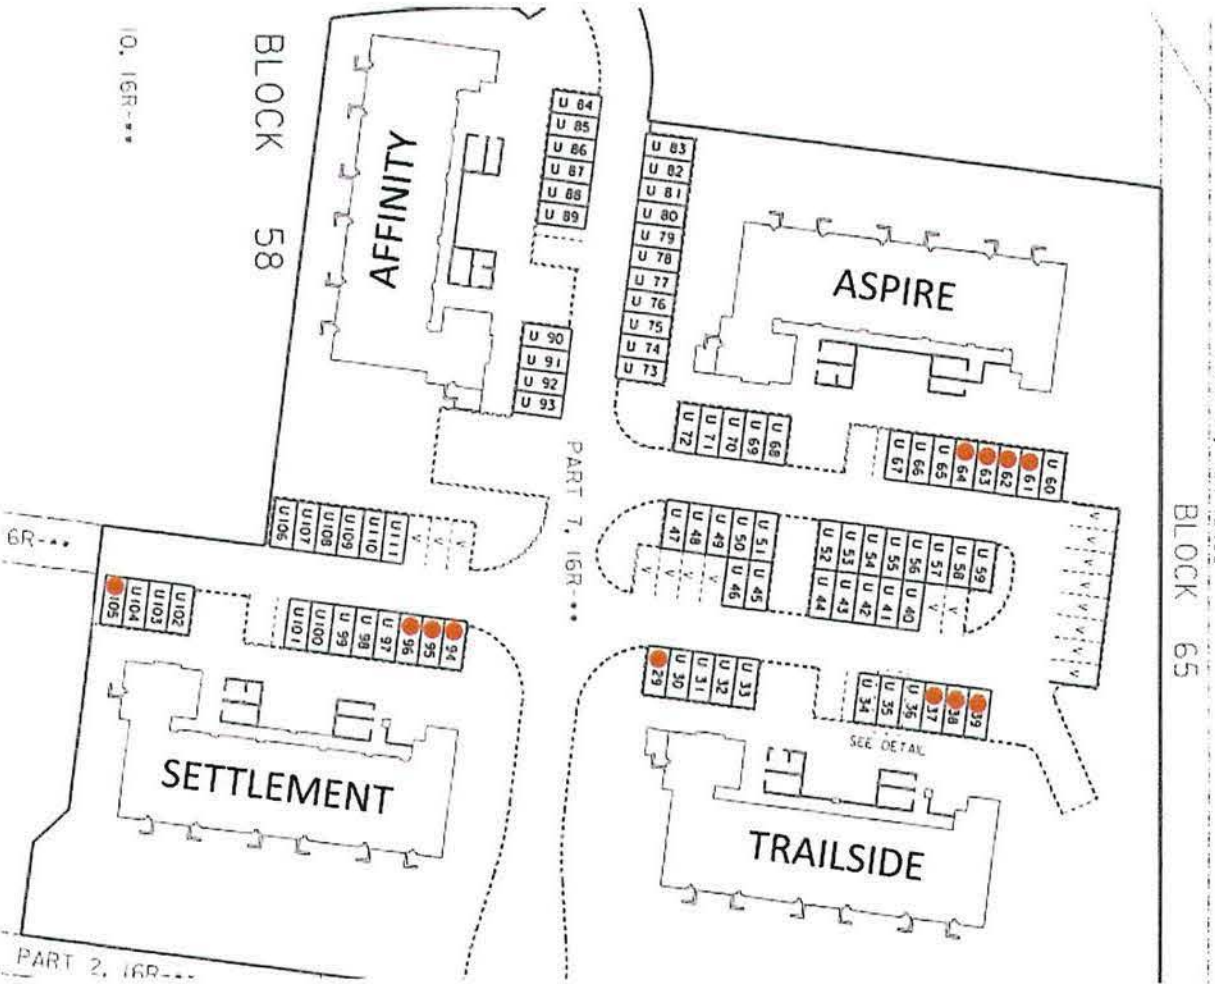 10, 16R-**
BLOCK 58
AFFINITY
U 84
U 85
U 86
U 87
U 88
U 89
U 83
U 82
U 81
U 80
U 79
U 78
U 77
U 76
U 75
U 74
U 73
ASPIRE
U 90
U 91
U 92
U 93
U 72
U 71
U 70
U 69
U 68
U 67
U 66
U 65
64
63
62
61
U 60
PART 7, 16R-**
BLOCK 65
U106
U107
U108
U109
U110
U111
V
V
V
U 47
U 48
U 49
U 50
U 51
V
V
V
V
U 46
U 45
U 52
U 53
U 54
U 55
U 56
U 57
U 58
U 59
U 44
U 43
U 42
U 41
U 40
V
V
V
V
V
V
V
V
V
V
6R-**
105
U104
U103
U102
U101
U100
U 99
U 98
U 97
96
95
94
29
U 30
U 31
U 32
U 33
U 34
U 35
U 36
37
38
39
SEE DETAIL
SETTLEMENT
TRAILSIDE
PART 2, 16R-**